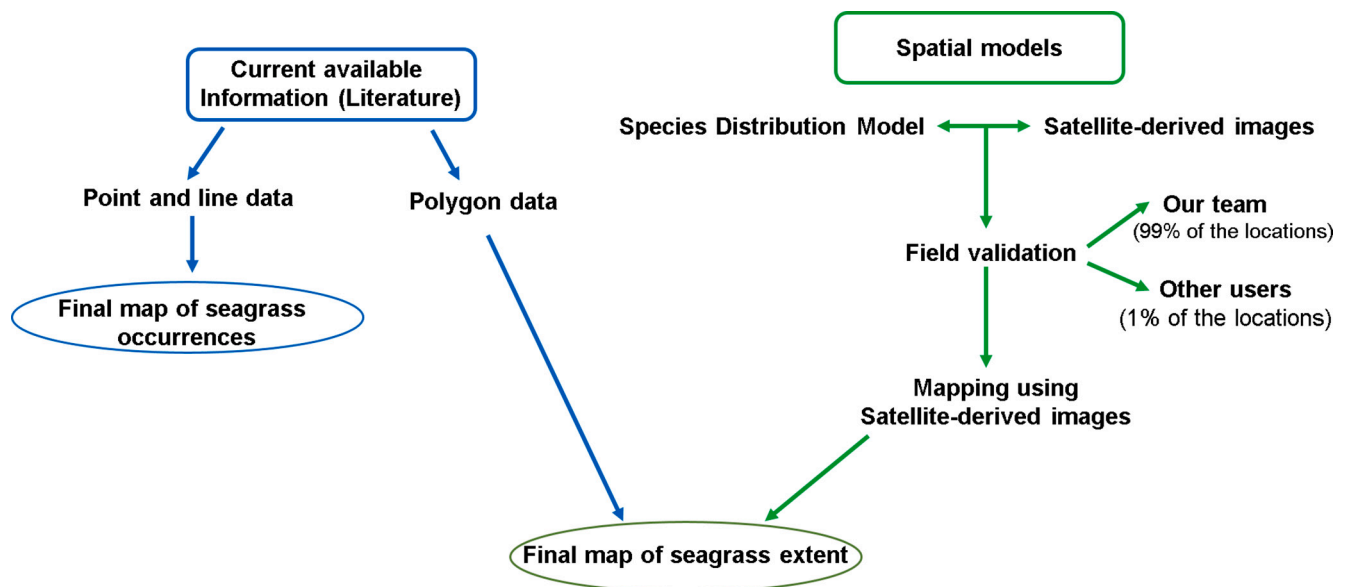 Current available
Information (Literature)
Point and line data
Polygon data
Final map of seagrass
occurrences
Spatial models
Species Distribution Model
Satellite-derived images
Field validation
Our team
(99% of the locations)
Other users
(1% of the locations)
Mapping using
Satellite-derived images
Final map of seagrass extent